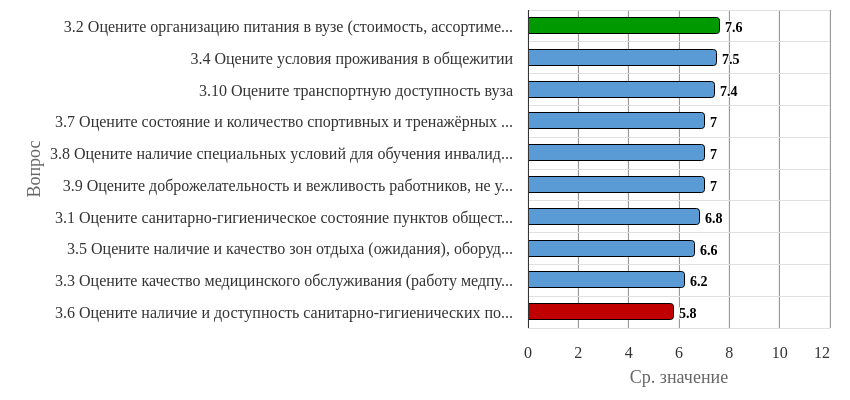 3.2 Оцените организацию питания в вузе (стоимость, ассортиме... 7.6
3.4 Оцените условия проживания в общежитии 7.5
3.10 Оцените транспортную доступность вуза 7.4
3.7 Оцените состояние и количество спортивных и тренажёрных ... 7
3.8 Оцените наличие специальных условий для обучения инвалид... 7
3.9 Оцените доброжелательность и вежливость работников, не у... 7
3.1 Оцените санитарно-гигиеническое состояние пунктов общест... 6.8
3.5 Оцените наличие и качество зон отдыха (ожидания), оборуд... 6.6
3.3 Оцените качество медицинского обслуживания (работу медпу... 6.2
3.6 Оцените наличие и доступность санитарно-гигиенических по... 5.8
Вопрос
0 2 4 6 8 10 12
Ср. значение